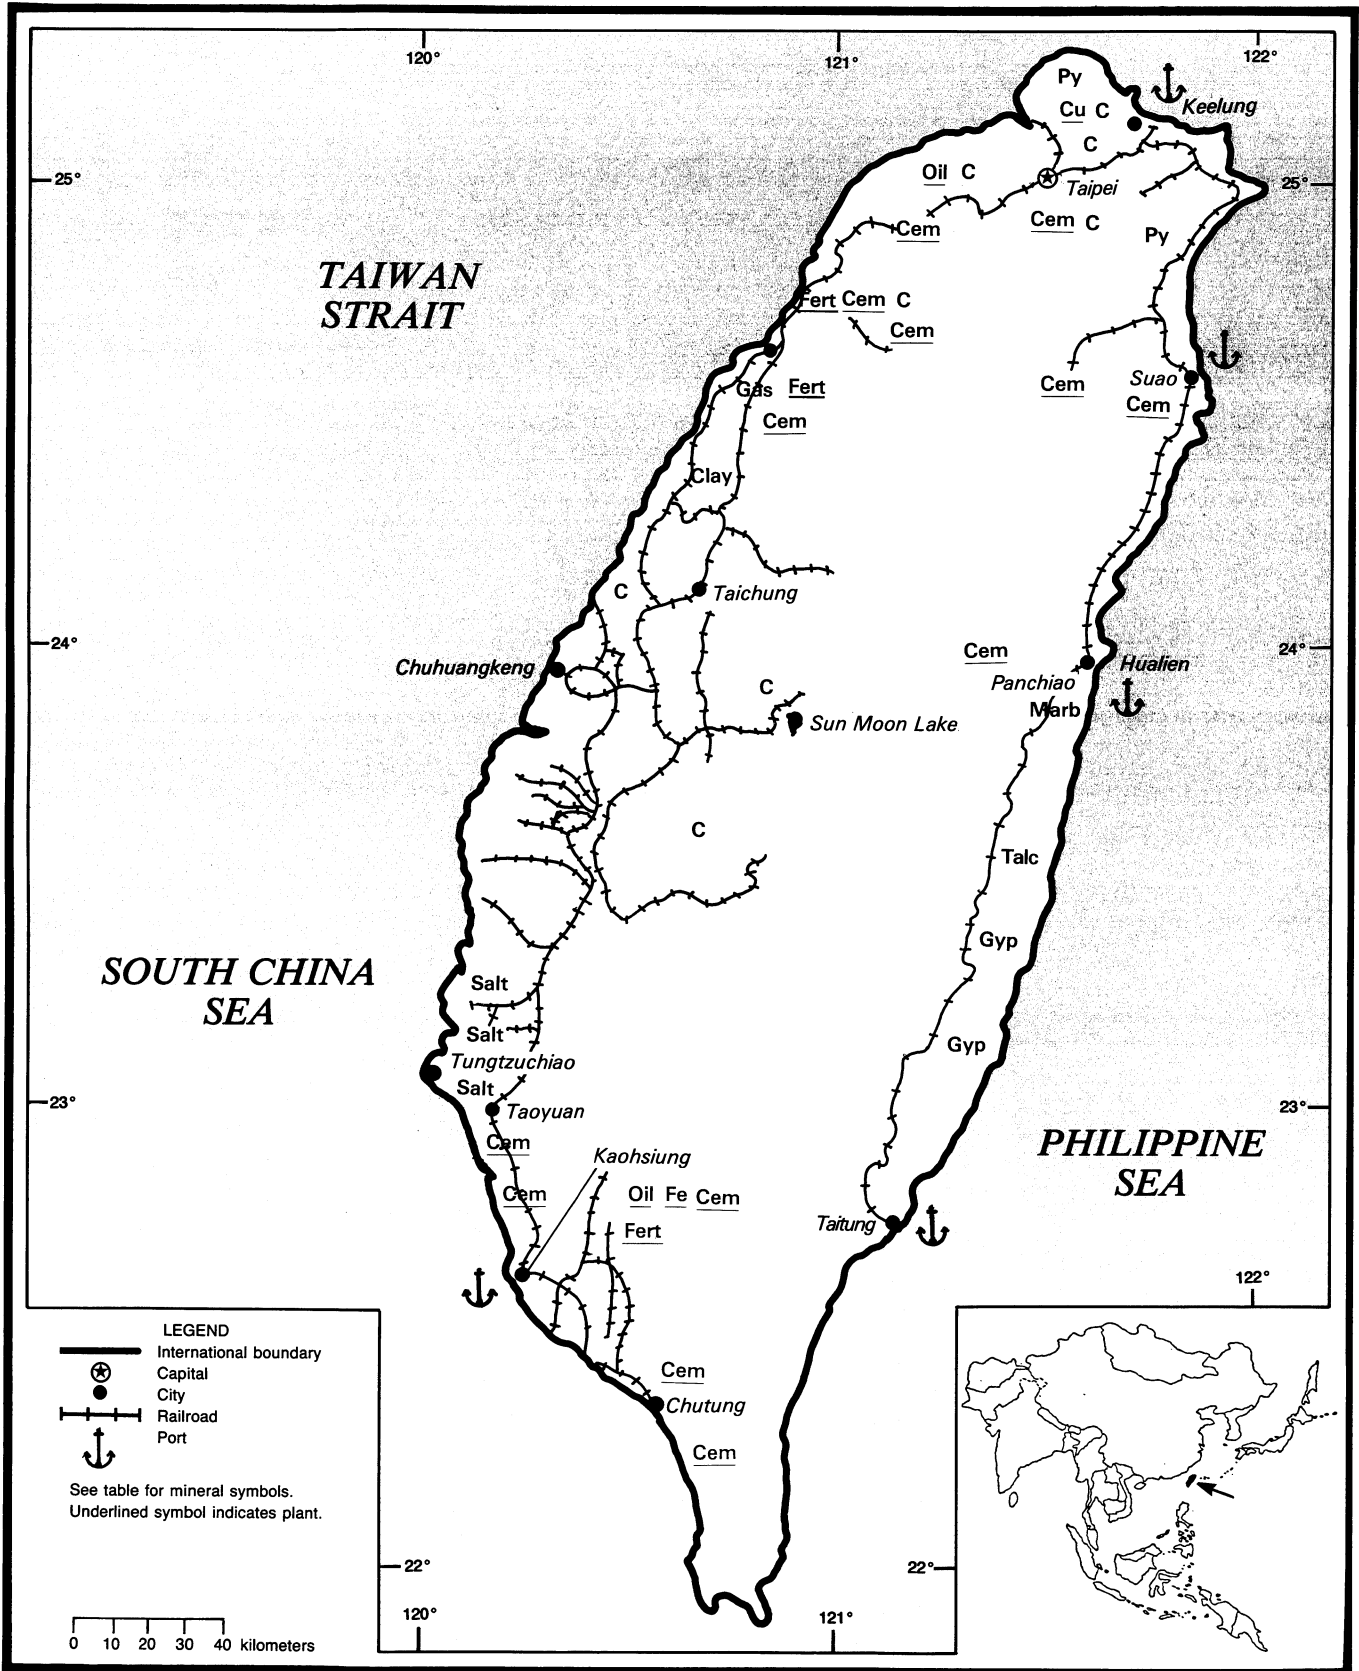 120°
121°
122°
Py
Cu C
Keelung
C
25°
Oil C
Taipei
25°
Cem C
Cem
Py
TAIWAN
STRAIT
Fert Cem C
Cem
Gas Fert
Cem
Suao
Cem
Cem
Clay
C
Taichung
24°
Cem
24°
Chuhuangkeng
Hualien
Panchiao
C
Marb
Sun Moon Lake
C
Talc
Gyp
SOUTH CHINA
SEA
Salt
Salt
Gyp
Tungtzuchiao
Salt
23°
Taoyuan
23°
Cem
PHILIPPINE
SEA
Kaohsiung
Cem
Oil Fe Cem
Fert
Taitung
122°
LEGEND
International boundary
Capital
City
Railroad
Port
Cem
Chutung
Cem
See table for mineral symbols.
Underlined symbol indicates plant.
22°
22°
120°
121°
0 10 20 30 40 kilometers